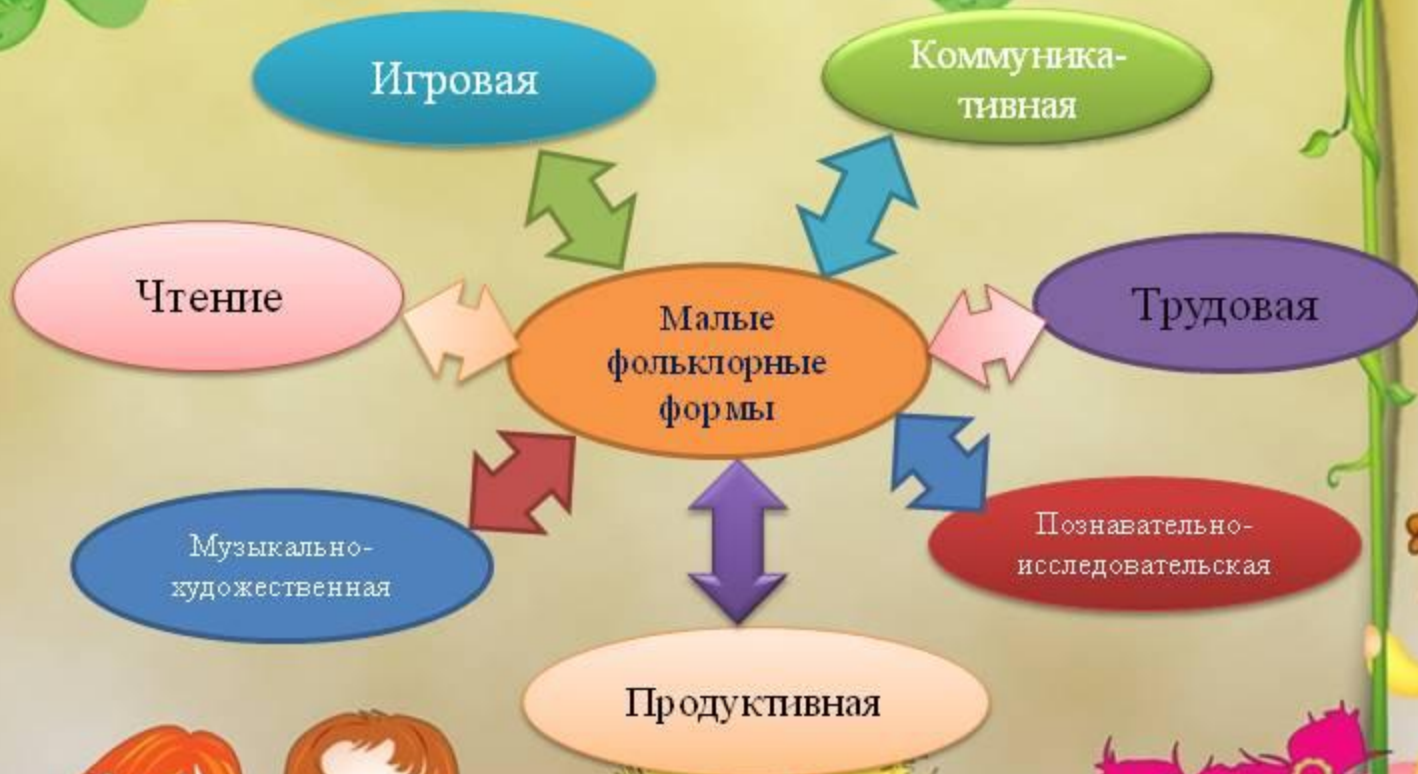 Игровая
Коммуника-
тивная
Чтение
Малые
фольклорные
формы
Трудовая
Музыкально-
художественная
Познавательно-
исследовательская
Продуктивная